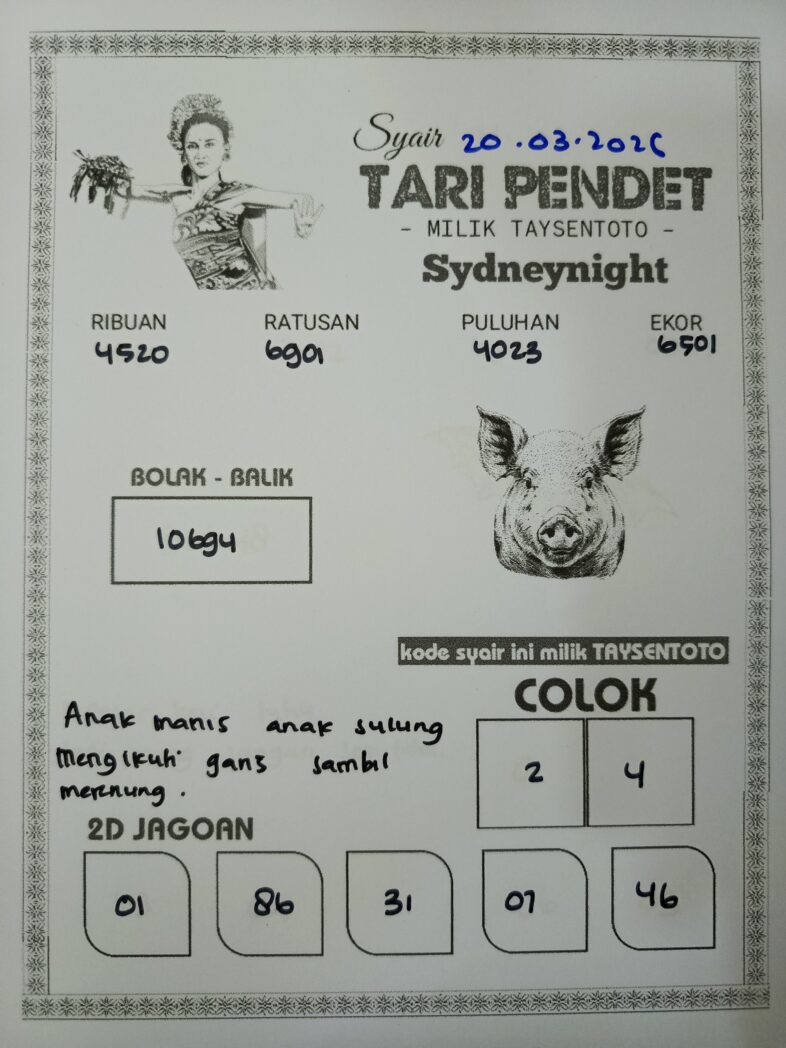 Syair 20.03.2026
TARI PENDET
- MILIK TAYSENTOTO -
Sydneynight
RIBUAN RATUSAN PULUHAN EKOR
4520 6901 4023 6501
BOLAK - BALIK
10694
kode syair ini milik TAYSENTOTO
COLOK
2 4
Anak manis anak sulung
mengikuti garis sambil
merenung .
2D JAGOAN
01 86 31 07 46